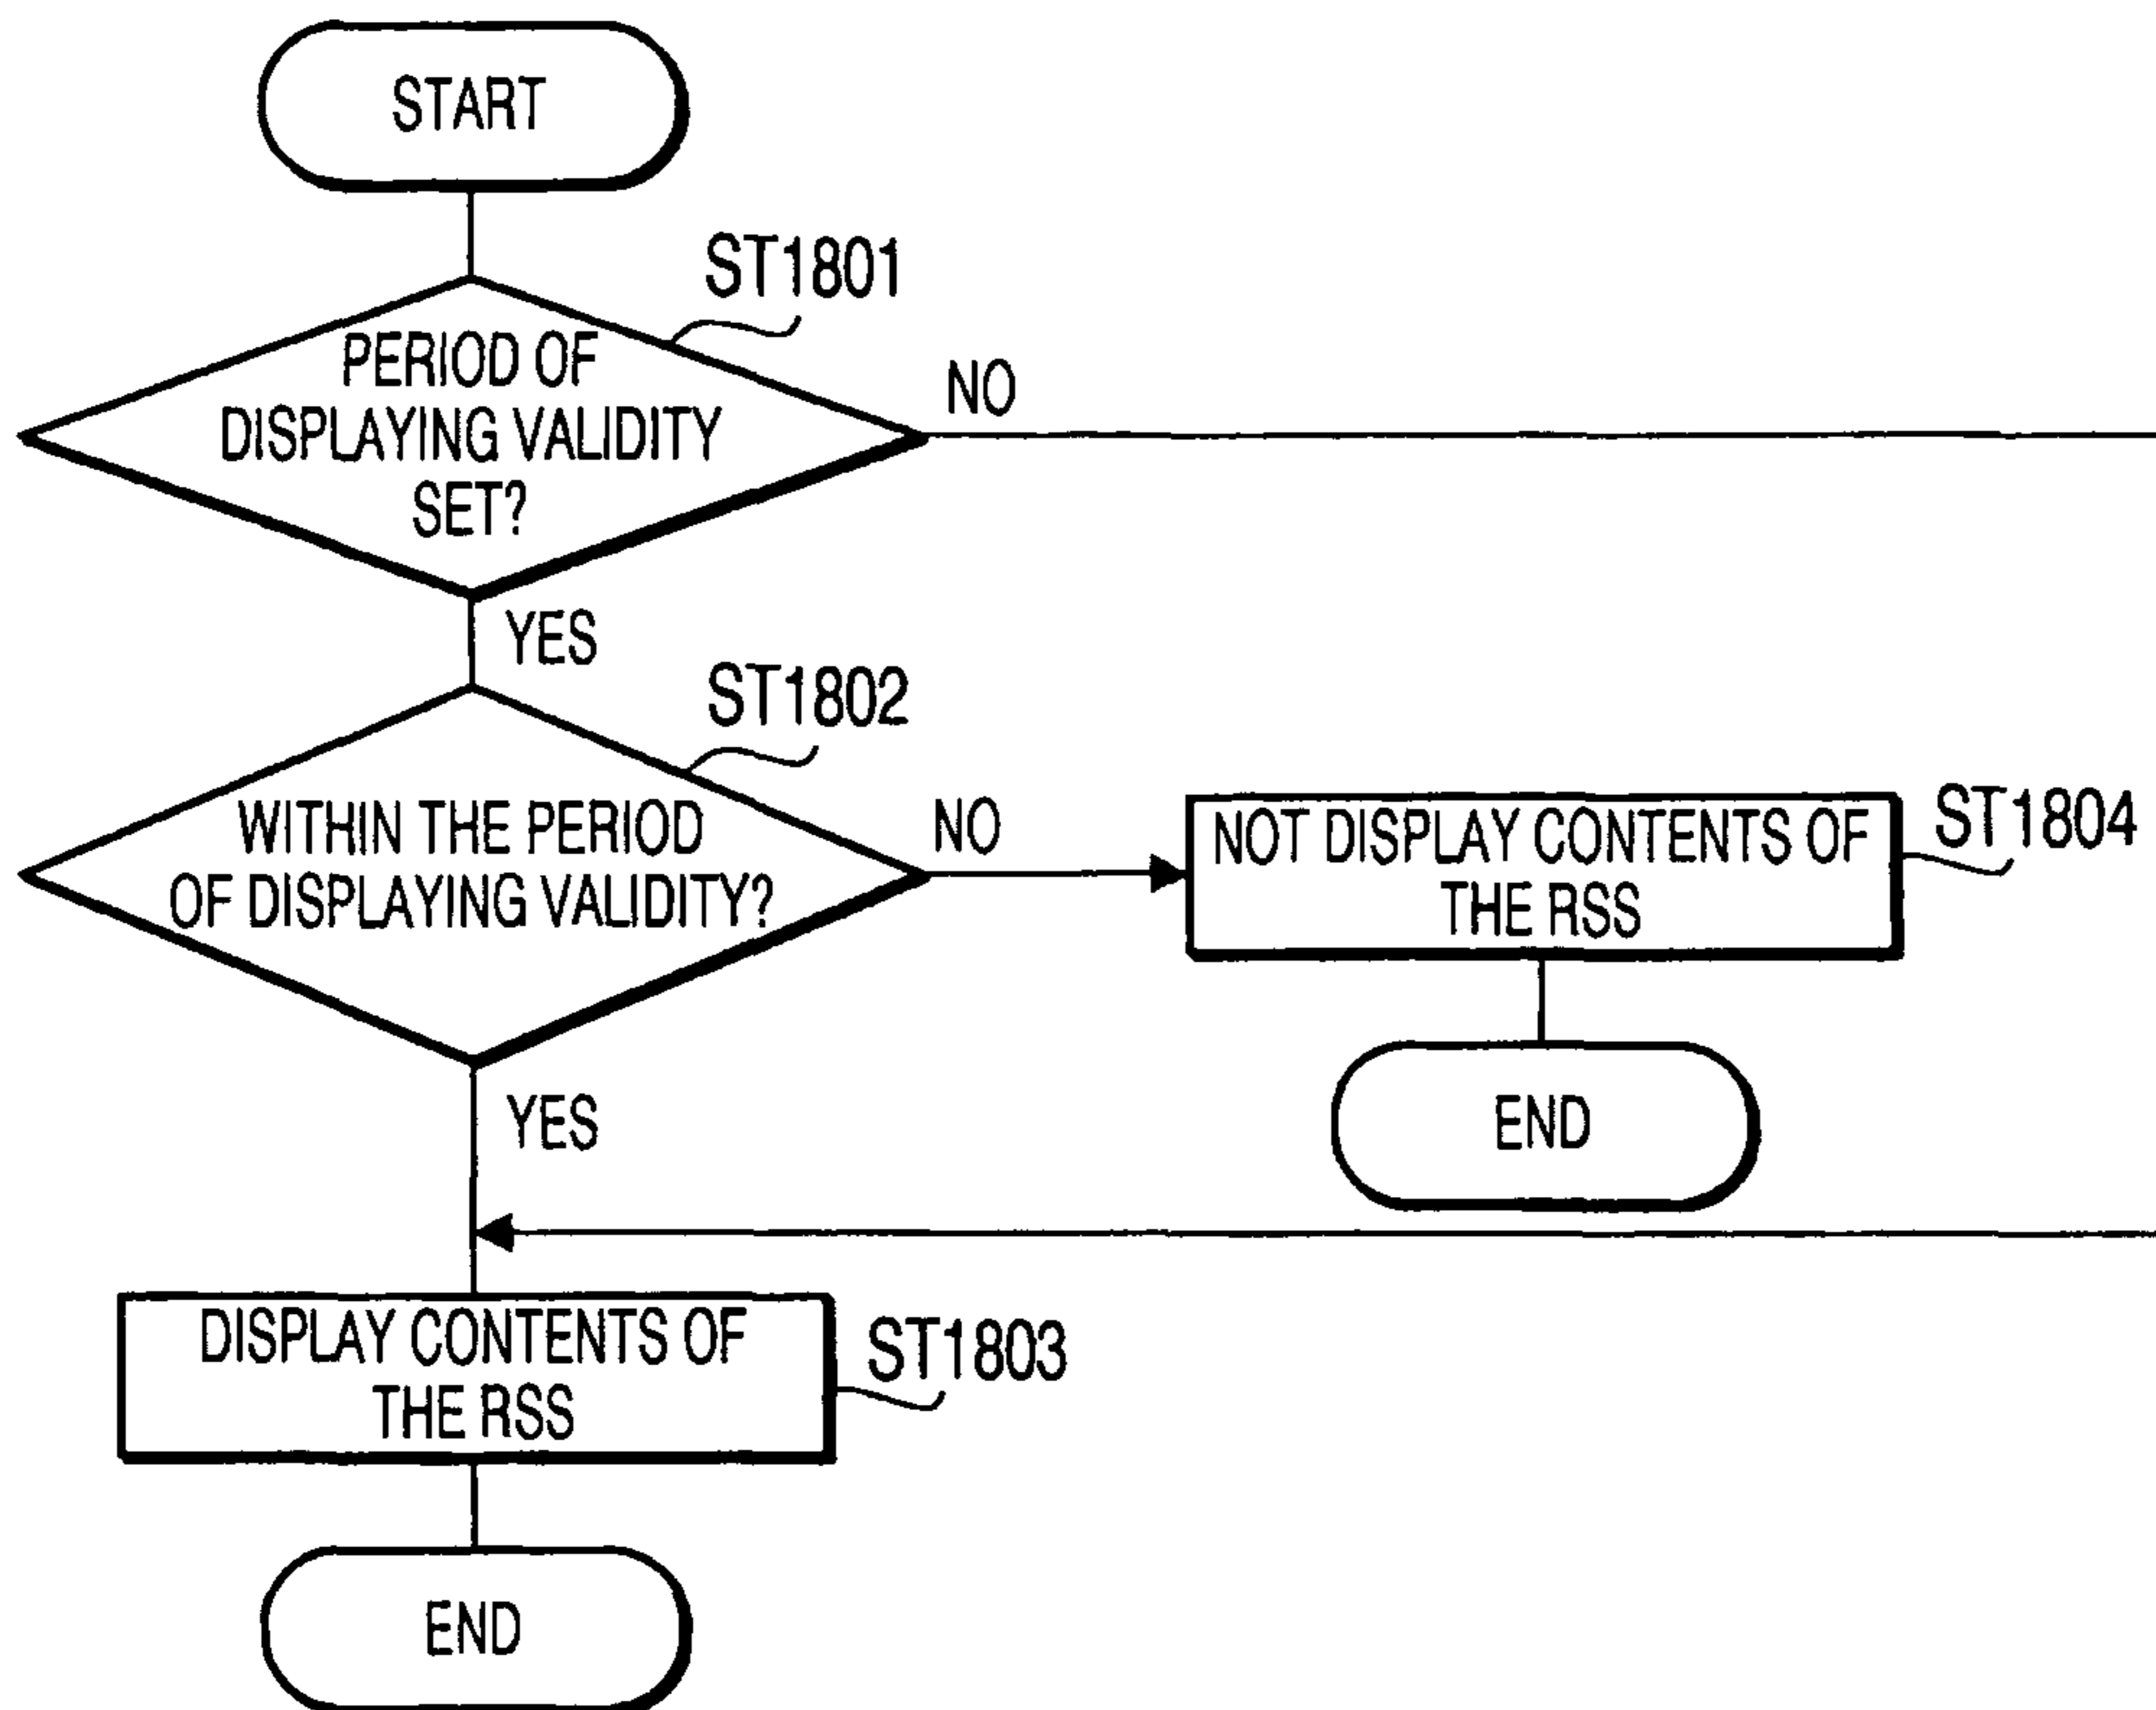 START
ST1801
PERIOD OF
DISPLAYING VALIDITY
SET?
NO
YES
ST1802
WITHIN THE PERIOD
OF DISPLAYING VALIDITY?
NO
NOT DISPLAY CONTENTS OF
THE RSS
ST1804
END
YES
DISPLAY CONTENTS OF
THE RSS
ST1803
END